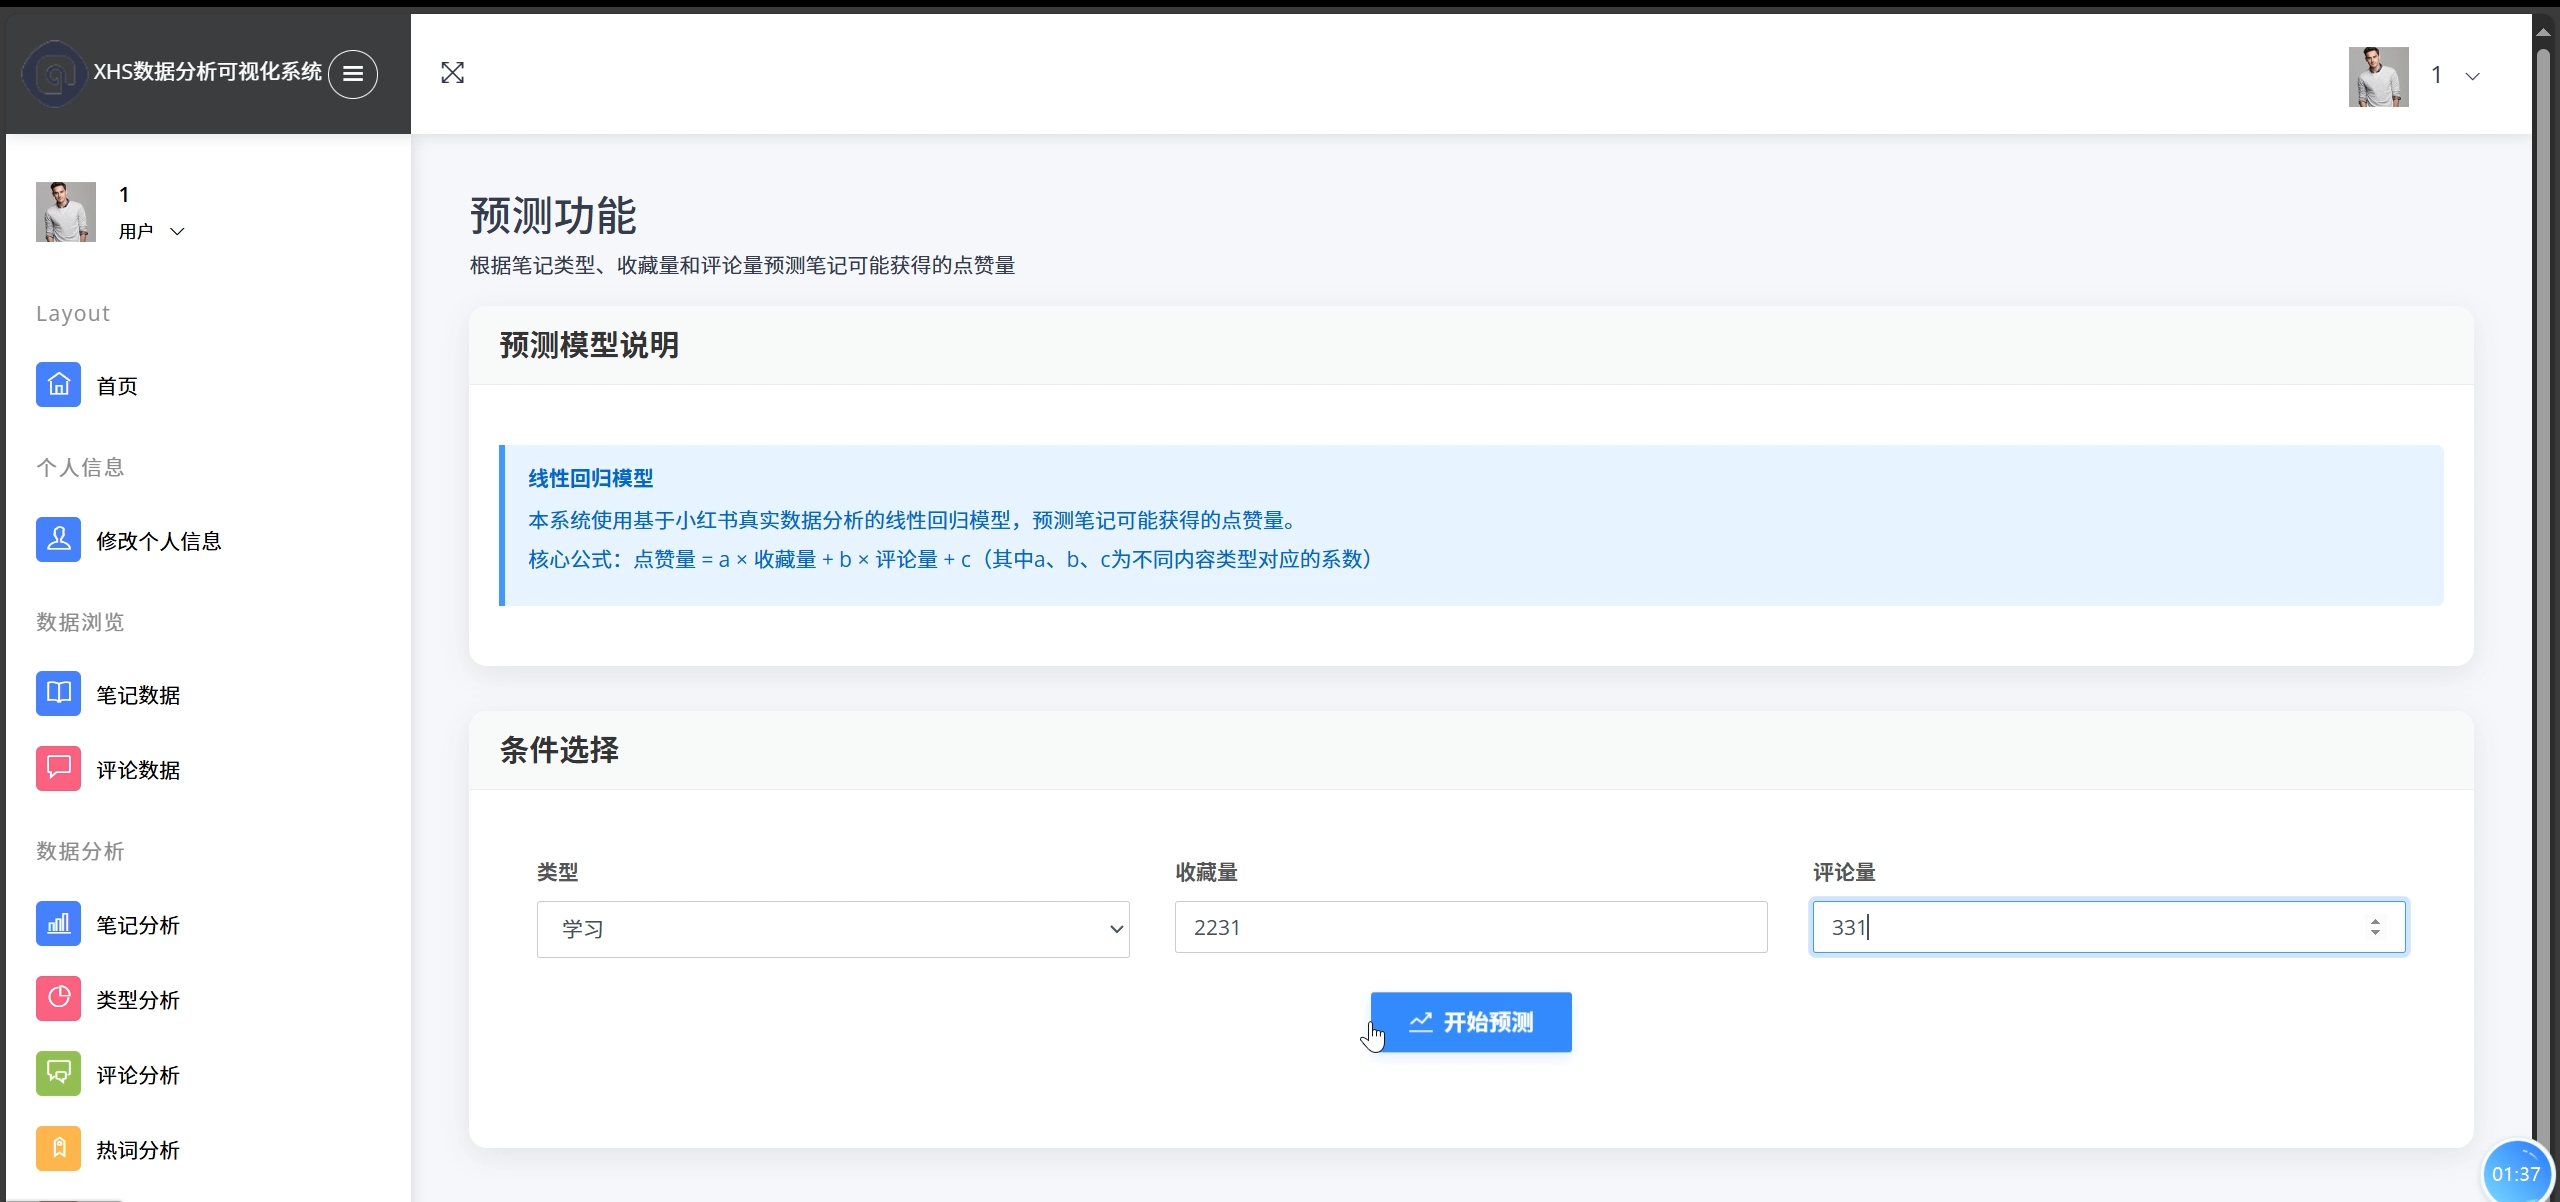 XHS数据分析可视化系统
1
1
用户
Layout
首页
个人信息
修改个人信息
数据浏览
笔记数据
评论数据
数据分析
笔记分析
类型分析
评论分析
热词分析
预测功能
根据笔记类型、收藏量和评论量预测笔记可能获得的点赞量
预测模型说明
线性回归模型
本系统使用基于小红书真实数据分析的线性回归模型，预测笔记可能获得的点赞量。
核心公式：点赞量 = a × 收藏量 + b × 评论量 + c（其中a、b、c为不同内容类型对应的系数）
条件选择
类型
收藏量
评论量
学习
2231
331
开始预测
01:37